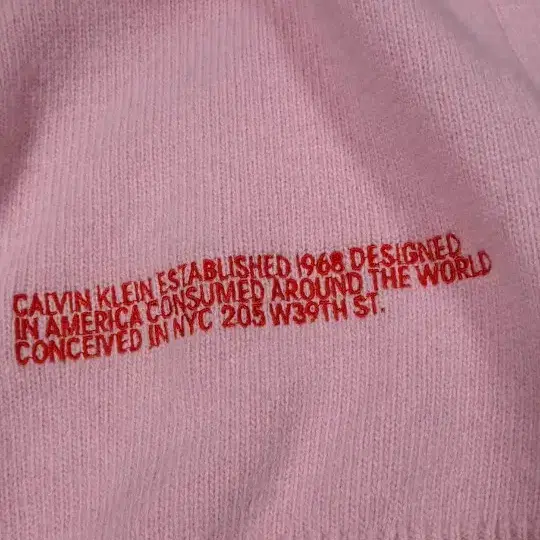 CALVIN KLEIN ESTABLISHED 1968 DESIGNED
IN AMERICA CONSUMED AROUND THE WORLD
CONCEIVED IN NYC 205 W39TH ST.